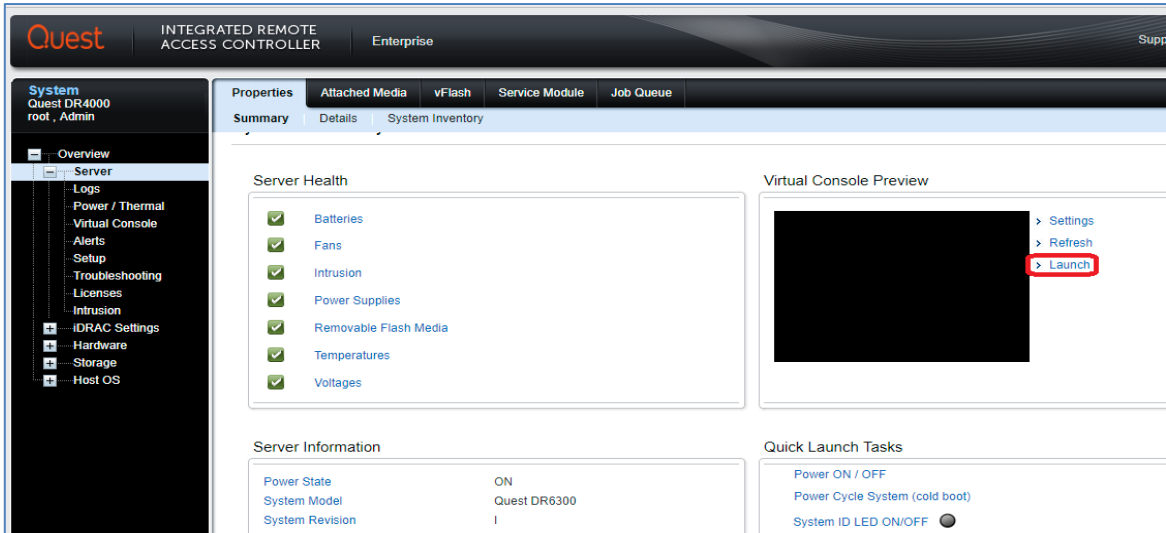 Quest
INTEGRATED REMOTE
ACCESS CONTROLLER
Enterprise
System
Quest DR4000
root , Admin
Overview
Server
Logs
Power / Thermal
Virtual Console
Alerts
Setup
Troubleshooting
Licenses
Intrusion
iDRAC Settings
Hardware
Storage
Host OS
Properties Attached Media vFlash Service Module Job Queue
Summary Details System Inventory
Server Health
Batteries
Fans
Intrusion
Power Supplies
Removable Flash Media
Temperatures
Voltages
Virtual Console Preview
Settings
Refresh
Launch
Server Information
Power State ON
System Model Quest DR6300
System Revision I
Quick Launch Tasks
Power ON / OFF
Power Cycle System (cold boot)
System ID LED ON/OFF